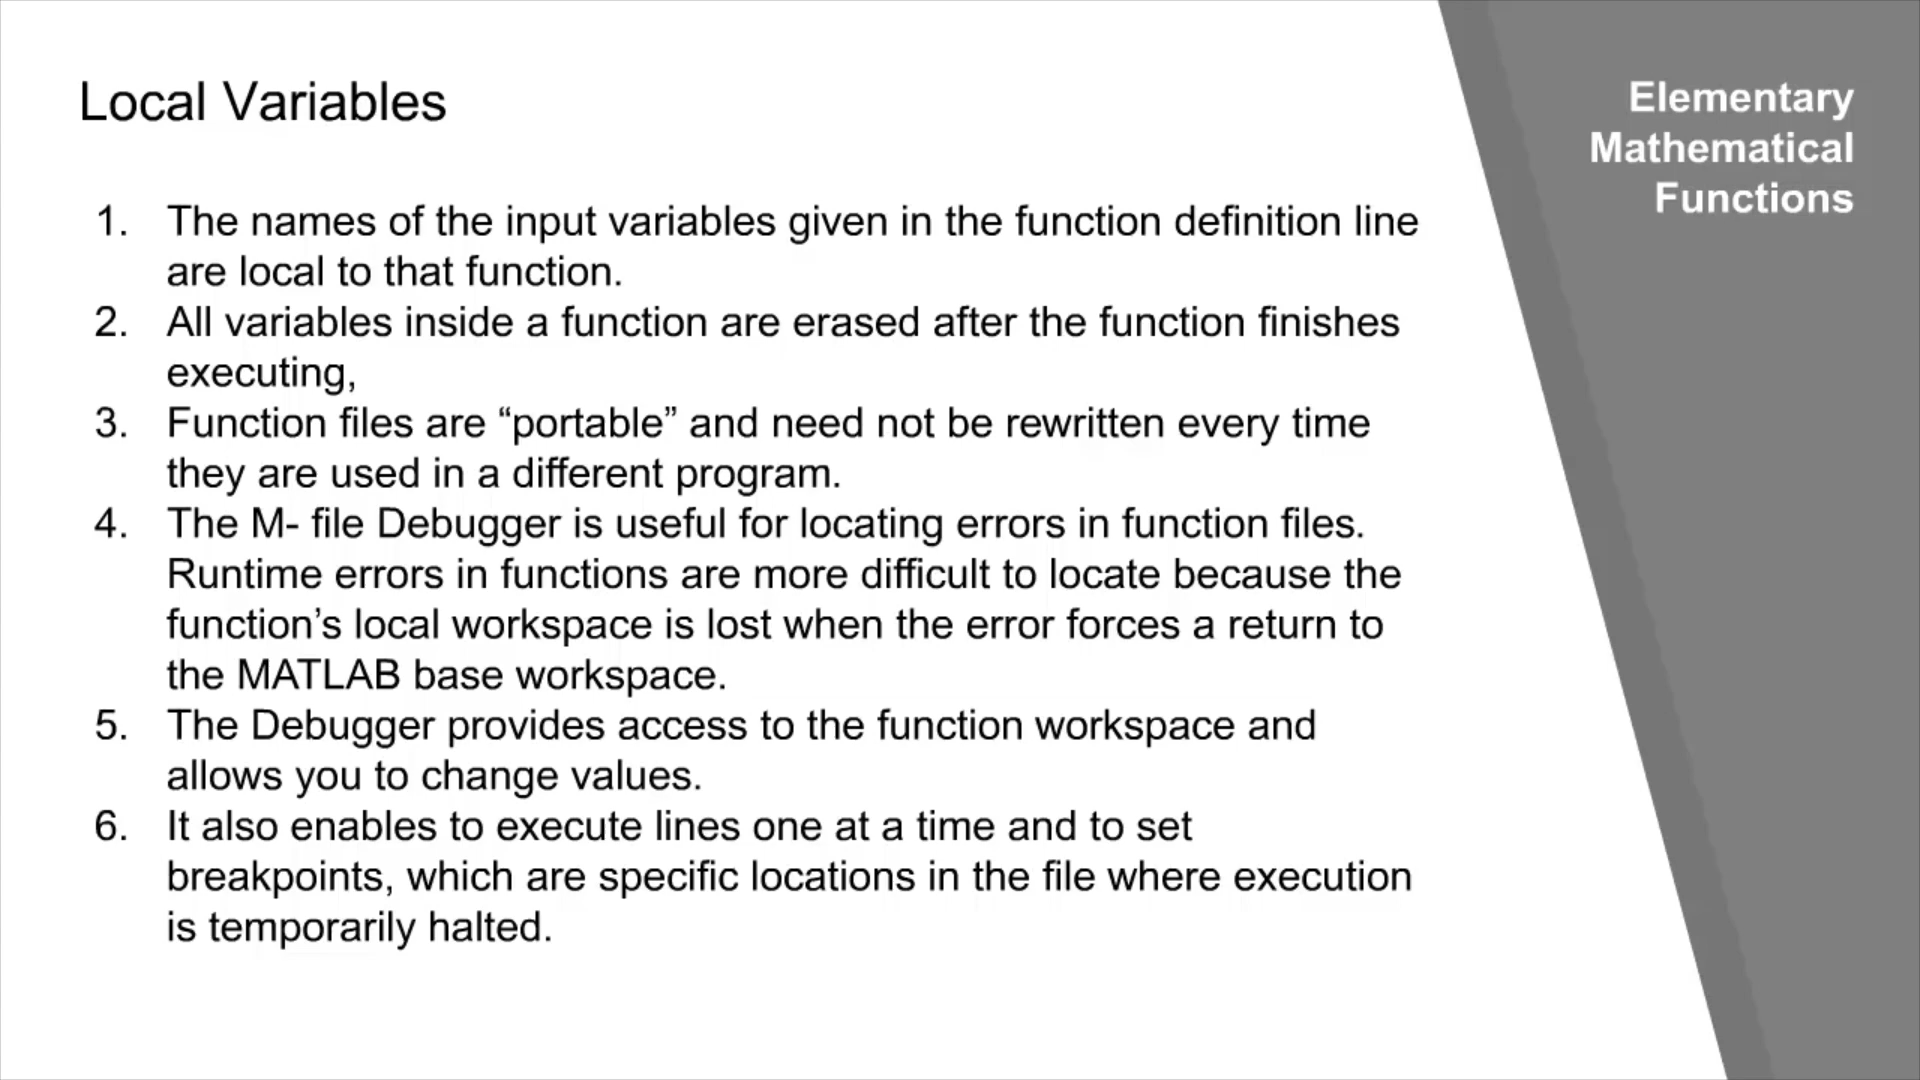 Local Variables
Elementary
Mathematical
Functions
1. The names of the input variables given in the function definition line
are local to that function.
2. All variables inside a function are erased after the function finishes
executing,
3. Function files are “portable” and need not be rewritten every time
they are used in a different program.
4. The M- file Debugger is useful for locating errors in function files.
Runtime errors in functions are more difficult to locate because the
function’s local workspace is lost when the error forces a return to
the MATLAB base workspace.
5. The Debugger provides access to the function workspace and
allows you to change values.
6. It also enables to execute lines one at a time and to set
breakpoints, which are specific locations in the file where execution
is temporarily halted.